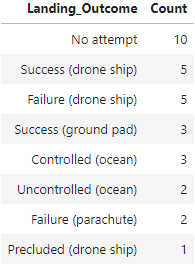 Landing_Outcome Count
No attempt 10
Success (drone ship) 5
Failure (drone ship) 5
Success (ground pad) 3
Controlled (ocean) 3
Uncontrolled (ocean) 2
Failure (parachute) 2
Precluded (drone ship) 1